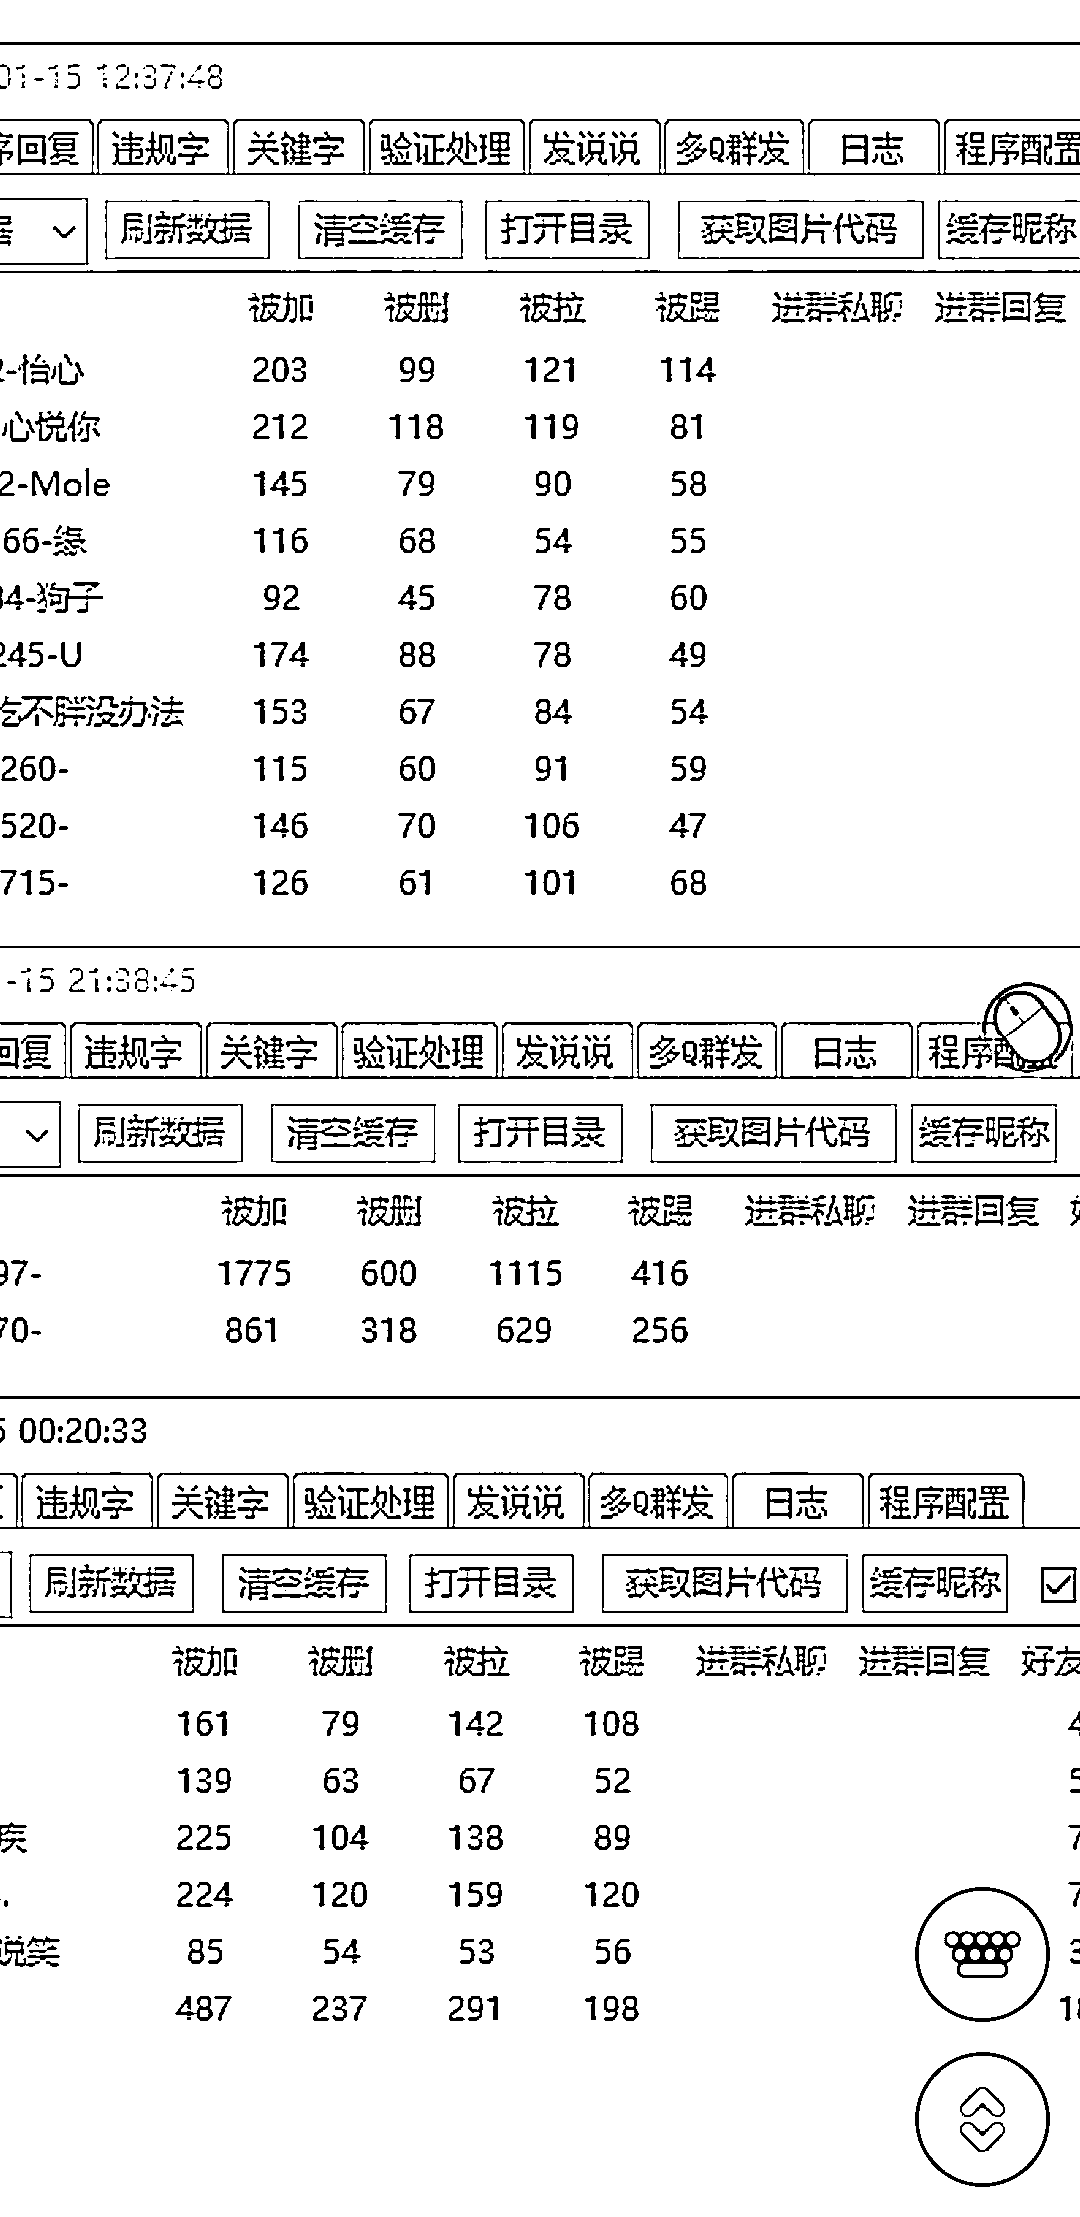 01-15 12:37:48
序回复 违规字 关键字 验证处理 发说说 多Q群发 日志 程序配置
刷新数据 清空缓存 打开目录 获取图片代码 缓存昵称
被加 被删 被拉 被踢 进群私聊 进群回复
2-怡心 203 99 121 114
心悦你 212 118 119 81
2-Mole 145 79 90 58
66-缘 116 68 54 55
34-狗子 92 45 78 60
245-U 174 88 78 49
吃不胖没办法 153 67 84 54
260- 115 60 91 59
520- 146 70 106 47
715- 126 61 101 68
-15 21:38:45
回复 违规字 关键字 验证处理 发说说 多Q群发 日志 程序配置
刷新数据 清空缓存 打开目录 获取图片代码 缓存昵称
被加 被删 被拉 被踢 进群私聊 进群回复
97- 1775 600 1115 416
70- 861 318 629 256
5 00:20:33
违规字 关键字 验证处理 发说说 多Q群发 日志 程序配置
刷新数据 清空缓存 打开目录 获取图片代码 缓存昵称
被加 被删 被拉 被踢 进群私聊 进群回复 好友
161 79 142 108 4
139 63 67 52 5
疾 225 104 138 89 7
. 224 120 159 120 7
说笑 85 54 53 56 3
487 237 291 198 18